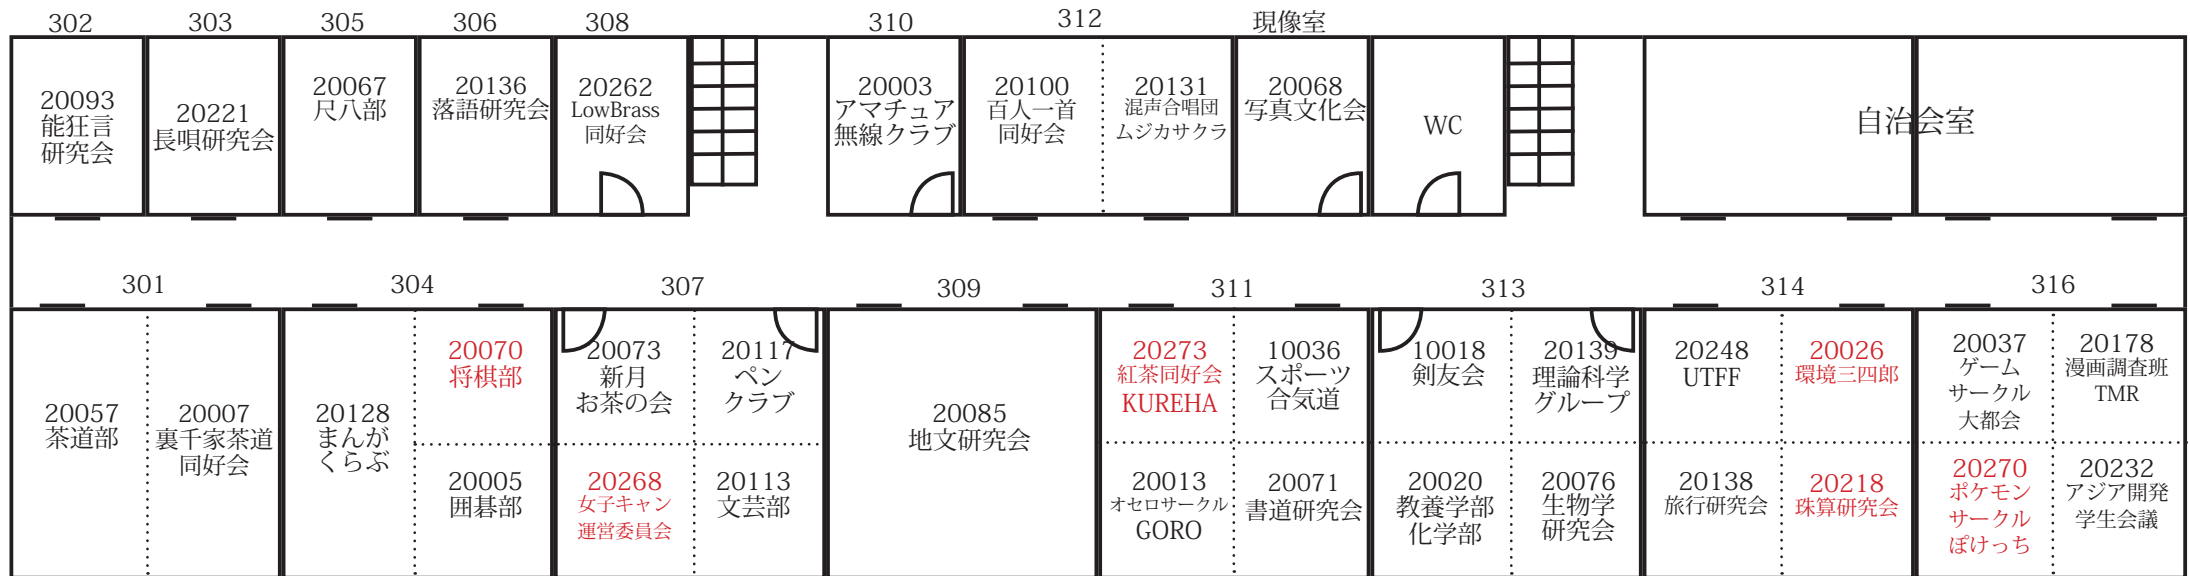 302
303
305
306
308
310
312
現像室
20093
能狂言
研究会
20221
長唄研究会
20067
尺八部
20136
落語研究会
20262
LowBrass
同好会
20003
アマチュア
無線クラブ
20100
百人一首
同好会
20131
混声合唱団
ムジカサクラ
20068
写真文化会
WC
自治会室
301
304
307
309
311
313
314
316
20057
茶道部
20007
裏千家茶道
同好会
20128
まんが
くらぶ
20070
将棋部
20005
囲碁部
20073
新月
お茶の会
20117
ペン
クラブ
20268
女子キャン
運営委員会
20113
文芸部
20085
地文研究会
20273
紅茶同好会
KUREHA
10036
スポーツ
合気道
20013
オセロサークル
GORO
20071
書道研究会
10018
剣友会
20139
理論科学
グループ
20020
教養学部
化学部
20076
生物学
研究会
20248
UTFF
20026
環境三四郎
20138
旅行研究会
20218
珠算研究会
20037
ゲーム
サークル
大都会
20178
漫画調査班
TMR
20270
ポケモン
サークル
ぽけっち
20232
アジア開発
学生会議